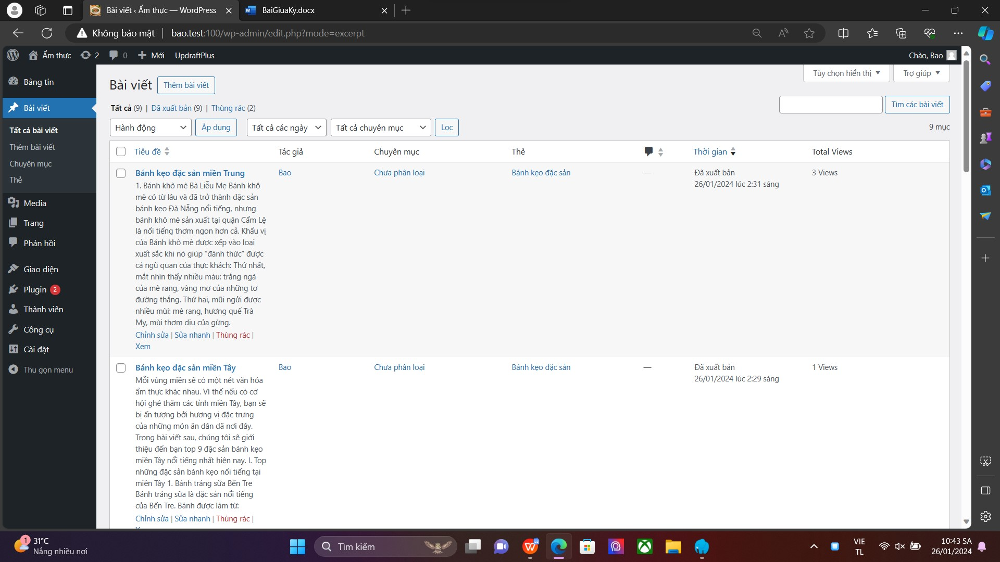 Bài viết ‹ Ẩm thực — WordPress
BaiGiuaKy.docx
Không bảo mật
bao.test:100/wp-admin/edit.php?mode=excerpt
Ẩm thực
2
0
Mới
UpdraftPlus
Chào, Bao
Bảng tin
Bài viết
Tất cả bài viết
Thêm bài viết
Chuyên mục
Thẻ
Media
Trang
Phản hồi
Giao diện
Plugin 2
Thành viên
Công cụ
Cài đặt
Thu gọn menu
Tùy chọn hiển thị
Trợ giúp
Bài viết
Thêm bài viết
Tất cả (9) | Đã xuất bản (9) | Thùng rác (2)
Tìm các bài viết
Hành động
Áp dụng
Tất cả các ngày
Tất cả chuyên mục
Lọc
9 mục
Tiêu đề
Tác giả
Chuyên mục
Thẻ
Thời gian
Total Views
Bánh kẹo đặc sản miền Trung
1. Bánh khô mè Bà Liễu Mẹ Bánh khô
mè có từ lâu và đã trở thành đặc sản
bánh kẹo Đà Nẵng nổi tiếng, nhưng
bánh khô mè sản xuất tại quận Cẩm Lệ
là nổi tiếng thơm ngon hơn cả. Khẩu vị
của Bánh khô mè được xếp vào loại
xuất sắc khi nó giúp “đánh thức” được
cả ngũ quan của thực khách: Thứ nhất,
mắt nhìn thấy nhiều màu: trắng ngà
của mè rang, vàng mơ của những tơ
đường thắng. Thứ hai, mũi ngửi được
nhiều mùi: mè rang, hương quế Trà
My, mùi thơm dịu của gừng.
Chỉnh sửa | Sửa nhanh | Thùng rác |
Xem
Bao
Chưa phân loại
Bánh kẹo đặc sản
—
Đã xuất bản
26/01/2024 lúc 2:31 sáng
3 Views
Bánh kẹo đặc sản miền Tây
Mỗi vùng miền sẽ có một nét văn hóa
ẩm thực khác nhau. Vì thế nếu có cơ
hội ghé thăm các tỉnh miền Tây, bạn sẽ
bị ấn tượng bởi hương vị đặc trưng
của những món ăn dân dã nơi đây.
Trong bài viết sau, chúng tôi sẽ giới
thiệu đến bạn top 9 đặc sản bánh kẹo
miền Tây nổi tiếng nhất hiện nay. I. Top
những đặc sản bánh kẹo nổi tiếng tại
miền Tây 1. Bánh tráng sữa Bến Tre
Bánh tráng sữa là đặc sản nổi tiếng
của Bến Tre. Bánh được làm từ:
Chỉnh sửa | Sửa nhanh | Thùng rác |
Bao
Chưa phân loại
Bánh kẹo đặc sản
—
Đã xuất bản
26/01/2024 lúc 2:29 sáng
1 Views
1
31°C
Nắng nhiều nơi
Tìm kiếm
VIE
TL
10:43 SA
26/01/2024